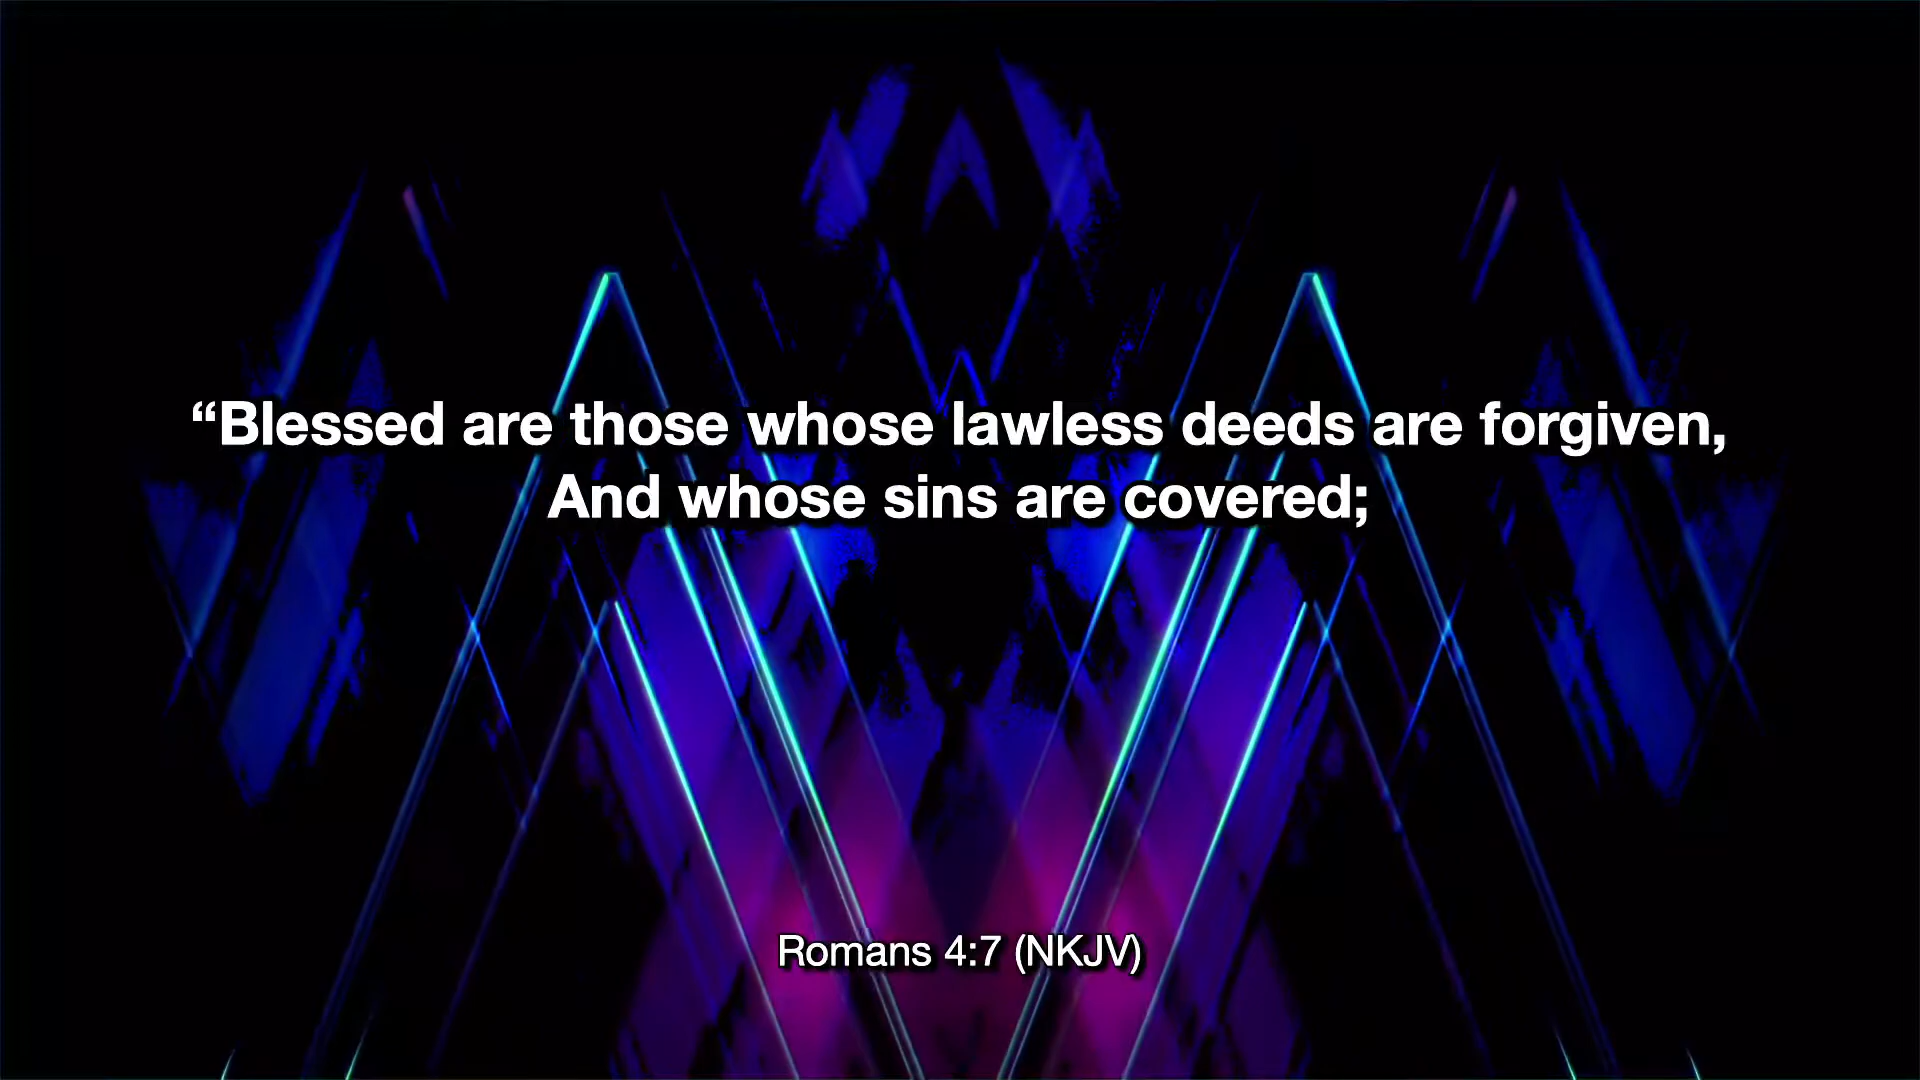 “Blessed are those whose lawless deeds are forgiven,
And whose sins are covered;
Romans 4:7 (NKJV)